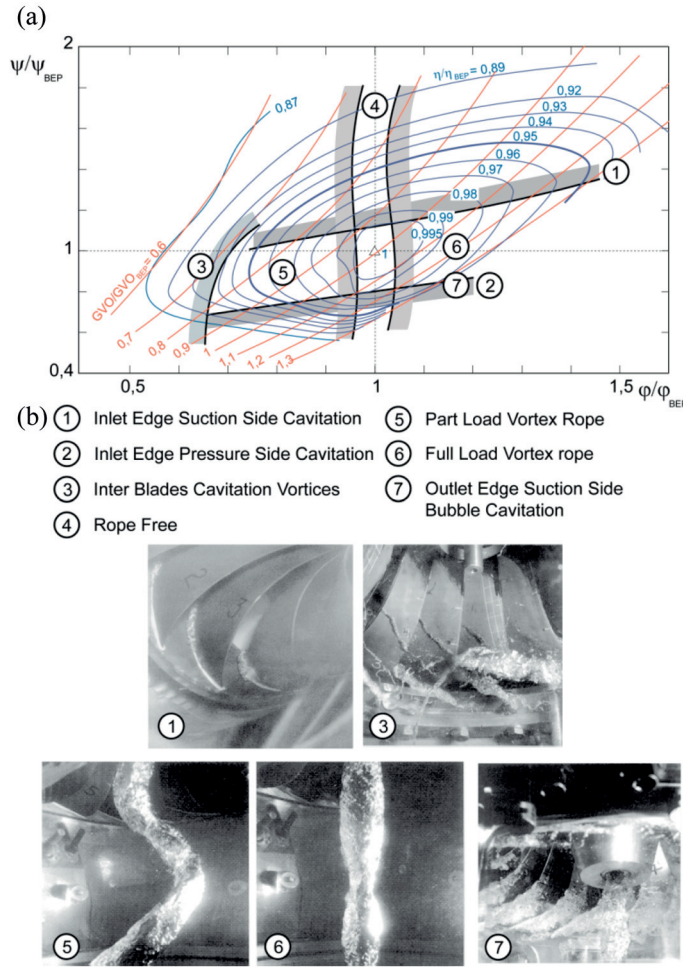 (a)
2
ψ/ψBEP
η/ηBEP = 0,89
0,87
4
0,92
0,93
0,94
0,95
0,96
1
0,97
0,98
0,99
0,995
GVO/GVOBEP = 0.6
1
3
5
1
6
7
2
0,7
0,8
0,9
1
1,1
1,2
1,3
0,4
0,5
1
1,5
φ/φBEP
(b)
1 Inlet Edge Suction Side Cavitation
2 Inlet Edge Pressure Side Cavitation
3 Inter Blades Cavitation Vortices
4 Rope Free
5 Part Load Vortex Rope
6 Full Load Vortex rope
7 Outlet Edge Suction Side
Bubble Cavitation
1
3
5
6
7